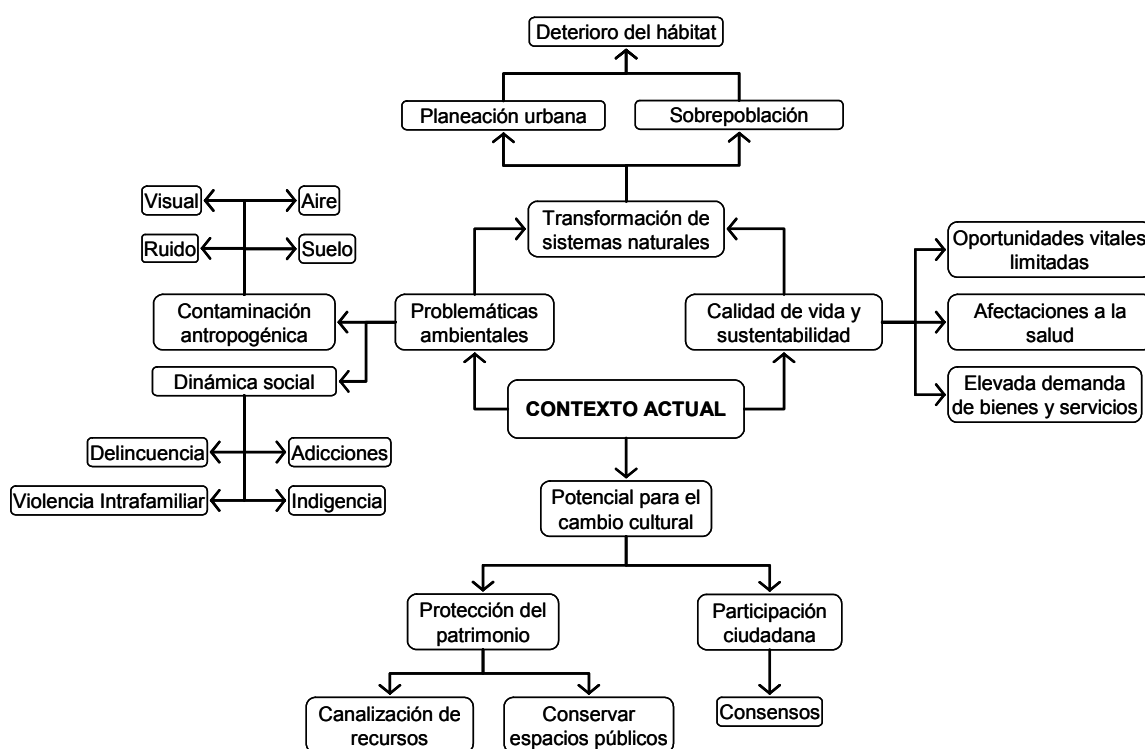 Deterioro del hábitat
Planeación urbana
Sobrepoblación
Transformación de
sistemas naturales
Visual
Aire
Ruido
Suelo
Contaminación
antropogénica
Problemáticas
ambientales
Calidad de vida y
sustentabilidad
Oportunidades vitales
limitadas
Afectaciones a la
salud
Elevada demanda
de bienes y servicios
Dinámica social
CONTEXTO ACTUAL
Delincuencia
Adicciones
Violencia Intrafamiliar
Indigencia
Potencial para el
cambio cultural
Protección del
patrimonio
Participación
ciudadana
Canalización de
recursos
Conservar
espacios públicos
Consensos